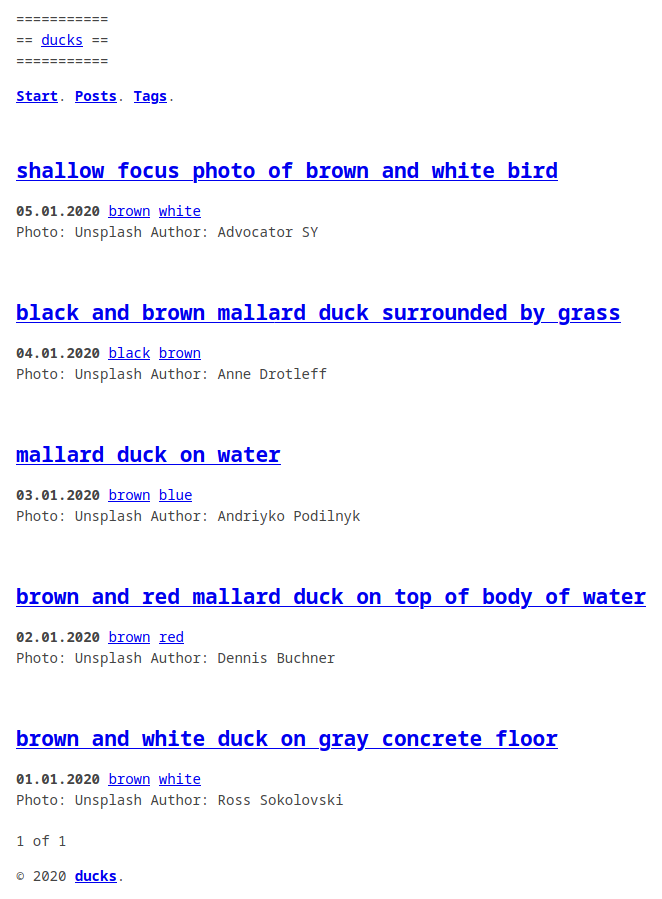 ===========
== ducks ==
===========
Start. Posts. Tags.
shallow focus photo of brown and white bird
05.01.2020 brown white
Photo: Unsplash Author: Advocator SY
black and brown mallard duck surrounded by grass
04.01.2020 black brown
Photo: Unsplash Author: Anne Drotleff
mallard duck on water
03.01.2020 brown blue
Photo: Unsplash Author: Andriyko Podilnyk
brown and red mallard duck on top of body of water
02.01.2020 brown red
Photo: Unsplash Author: Dennis Buchner
brown and white duck on gray concrete floor
01.01.2020 brown white
Photo: Unsplash Author: Ross Sokolovski
1 of 1
© 2020 ducks.